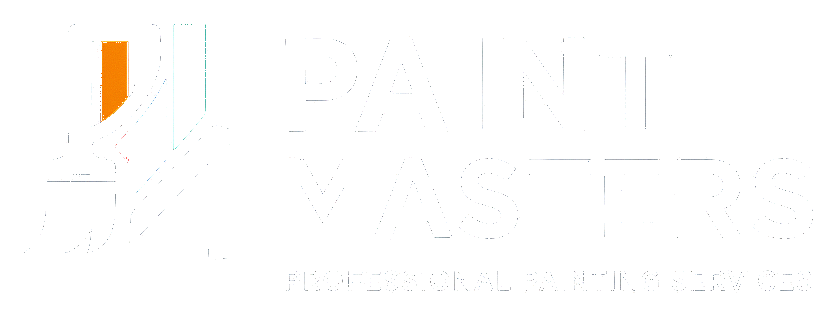 PAINT
MASTERS
PROFESSIONAL PAINTING SERVICES